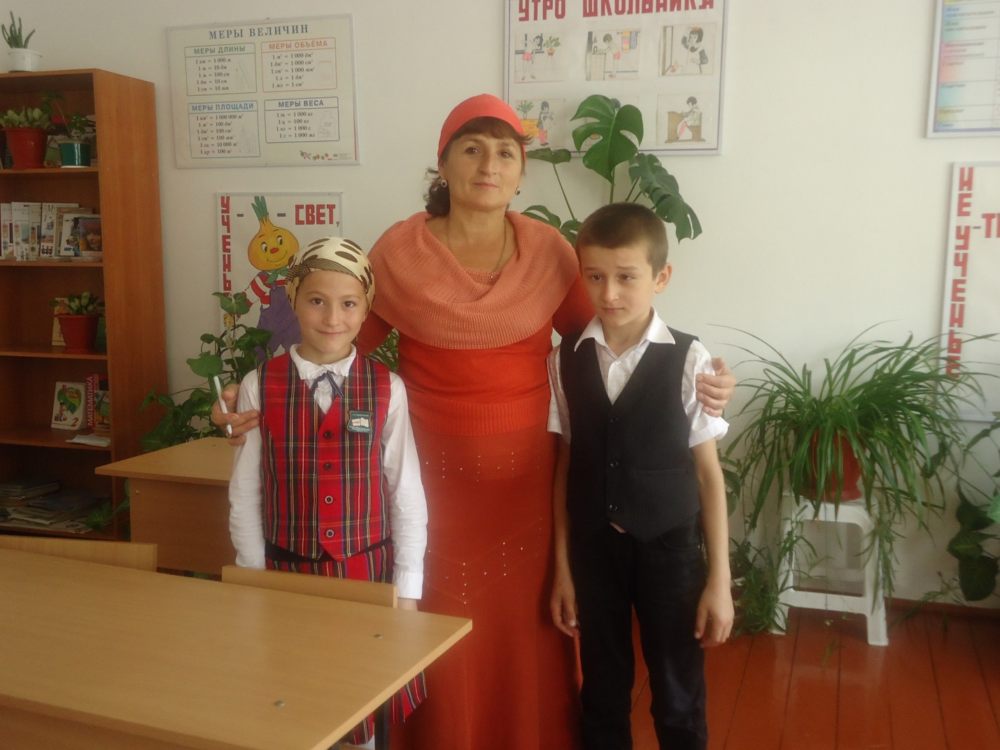 МЕРЫ ВЕЛИЧИН
МЕРЫ ДЛИНЫ
1 км = 1 000 м
1 м = 10 дм
1 м = 100 см
1 дм = 10 см
1 см = 10 мм
МЕРЫ ОБЪЁМА
1 м³ = 1 000 дм³
1 дм³ = 1 000 см³
1 см³ = 1 000 мм³
1 л = 1 дм³
1 мл = 1 см³
МЕРЫ ПЛОЩАДИ
1 км² = 1 000 000 м²
1 м² = 100 дм²
1 дм² = 100 см²
1 см² = 100 мм²
1 га = 10 000 м²
1 ар = 100 м²
МЕРЫ ВЕСА
1 т = 1 000 кг
1 ц = 100 кг
1 кг = 1 000 г
1 г = 1 000 мг
УТРО ШКОЛЬНИКА
УЧЕНЬ
- - СВЕТ,
НЕ УЧЕНЬЕ
-Т
МАТЕМАТИКА
2